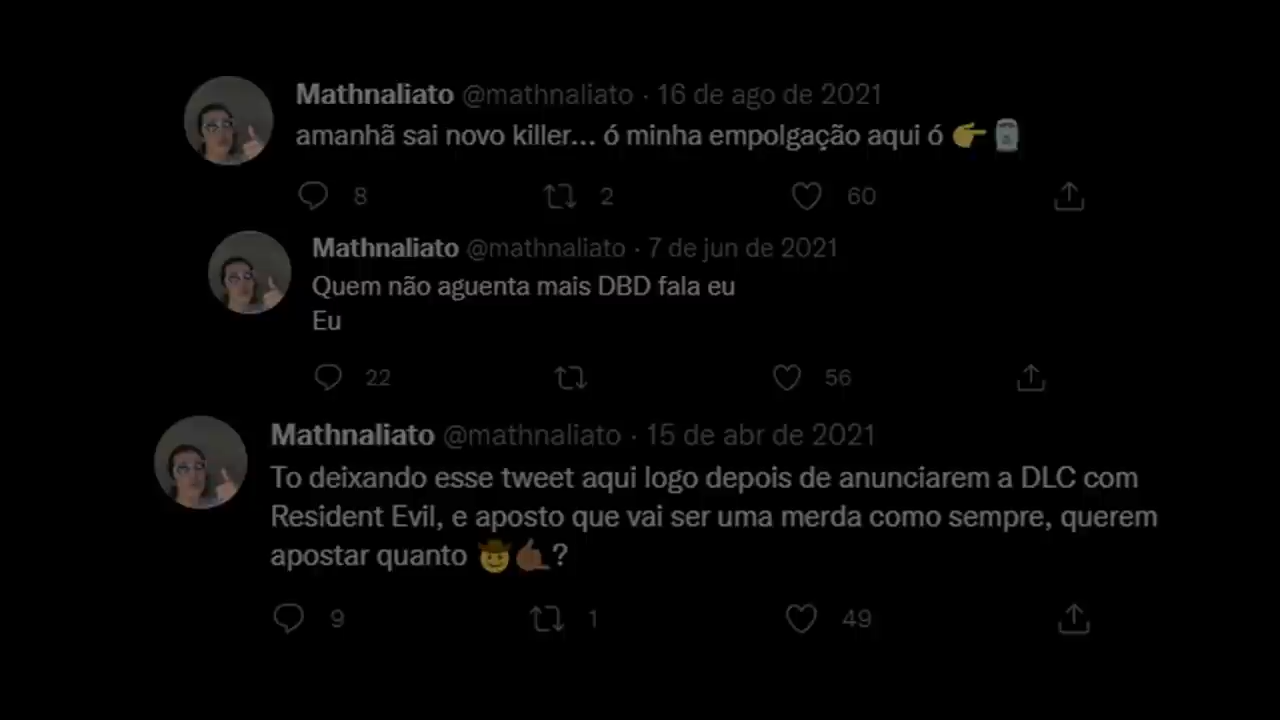 Mathnaliato @mathnaliato · 16 de ago de 2021
amanhã sai novo killer... ó minha empolgação aqui ó 👉🗑️
8 2 60
Mathnaliato @mathnaliato · 7 de jun de 2021
Quem não aguenta mais DBD fala eu
Eu
22 56
Mathnaliato @mathnaliato · 15 de abr de 2021
To deixando esse tweet aqui logo depois de anunciarem a DLC com
Resident Evil, e aposto que vai ser uma merda como sempre, querem
apostar quanto 🤠🤙🏾?
9 1 49